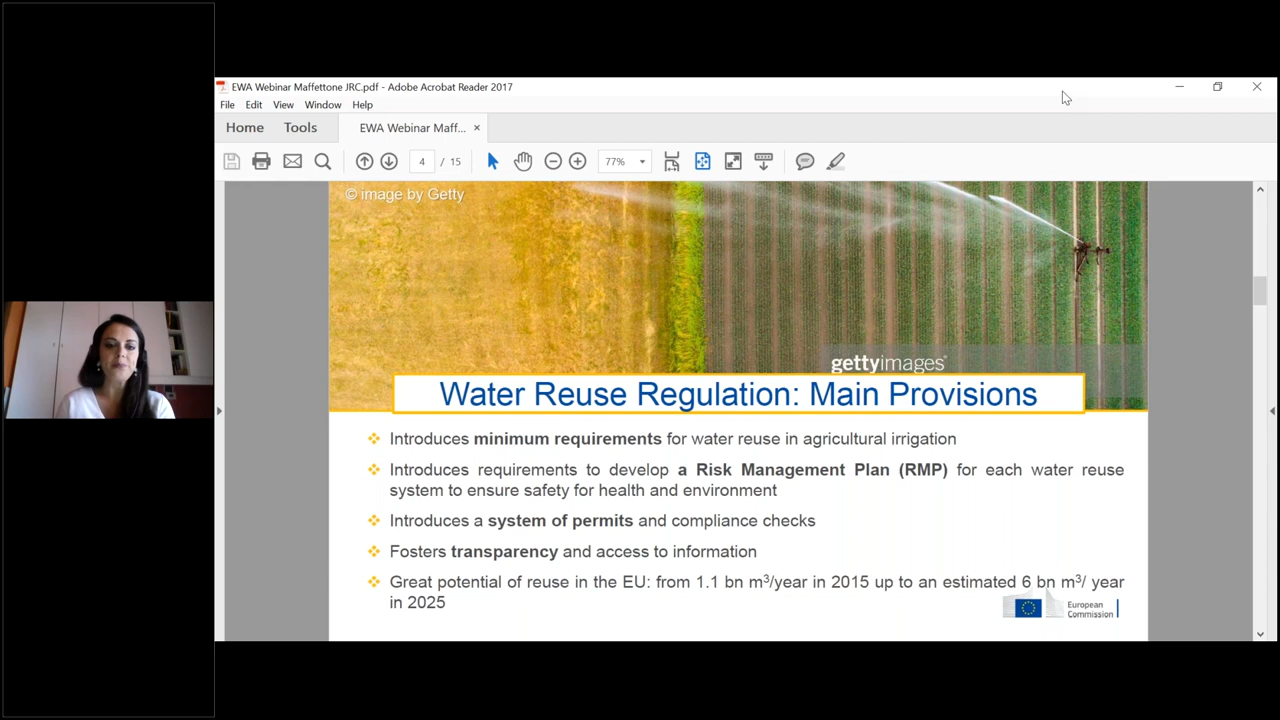 EWA Webinar Maffettone JRC.pdf - Adobe Acrobat Reader 2017
File Edit View Window Help
Home Tools EWA Webinar Maff... ×
4 / 15 77%
© image by Getty
gettyimages®
Water Reuse Regulation: Main Provisions
Introduces minimum requirements for water reuse in agricultural irrigation
Introduces requirements to develop a Risk Management Plan (RMP) for each water reuse
system to ensure safety for health and environment
Introduces a system of permits and compliance checks
Fosters transparency and access to information
Great potential of reuse in the EU: from 1.1 bn m³/year in 2015 up to an estimated 6 bn m³/ year
in 2025
European
Commission